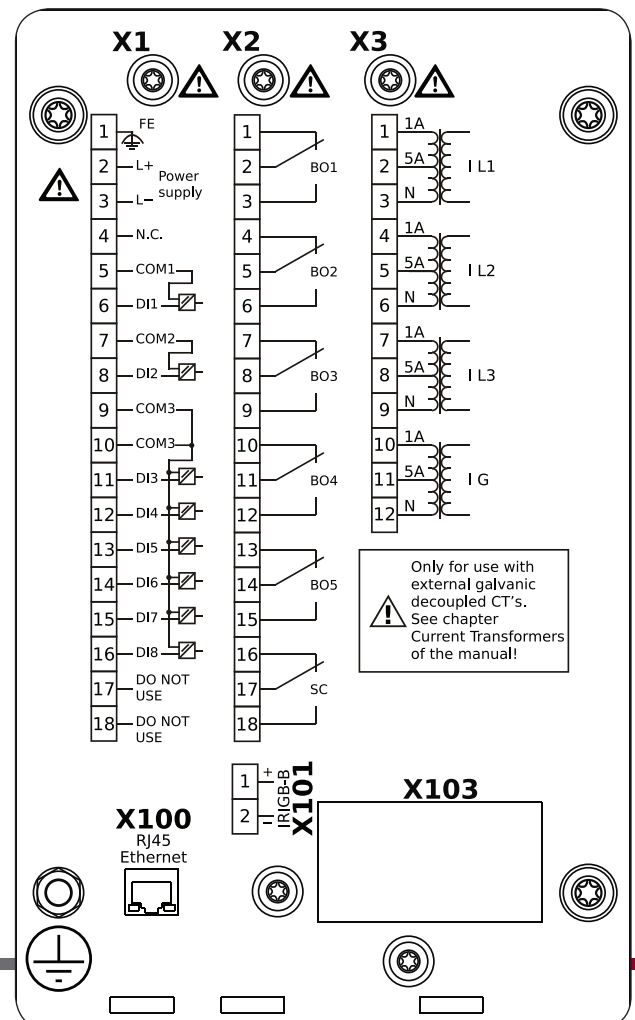 X1
X2
X3
1 FE
2 L+ Power
3 L− supply
4 N.C.
5 COM1
6 DI1
7 COM2
8 DI2
9 COM3
10 COM3
11 DI3
12 DI4
13 DI5
14 DI6
15 DI7
16 DI8
17 DO NOT
USE
18 DO NOT
USE
1
2 BO1
3
4
5 BO2
6
7
8 BO3
9
10
11 BO4
12
13
14 BO5
15
16
17 SC
18
1 1A
2 5A I L1
3 N
4 1A
5 5A I L2
6 N
7 1A
8 5A I L3
9 N
10 1A
11 5A I G
12 N
Only for use with
external galvanic
decoupled CT's.
See chapter
Current Transformers
of the manual!
1 +
2 −
IRIGB-B
X101
X103
X100
RJ45
Ethernet